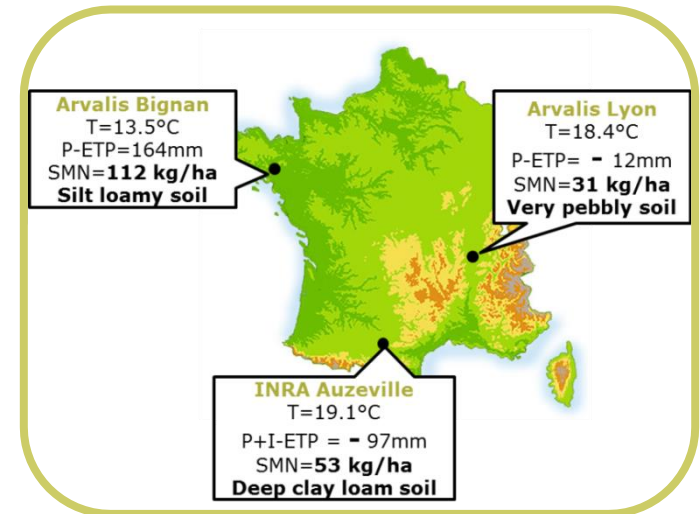 Arvalis Bignan
T=13.5°C
P-ETP=164mm
SMN=112 kg/ha
Silt loamy soil
Arvalis Lyon
T=18.4°C
P-ETP= - 12mm
SMN=31 kg/ha
Very pebbly soil
INRA Auzeville
T=19.1°C
P+I-ETP = - 97mm
SMN=53 kg/ha
Deep clay loam soil